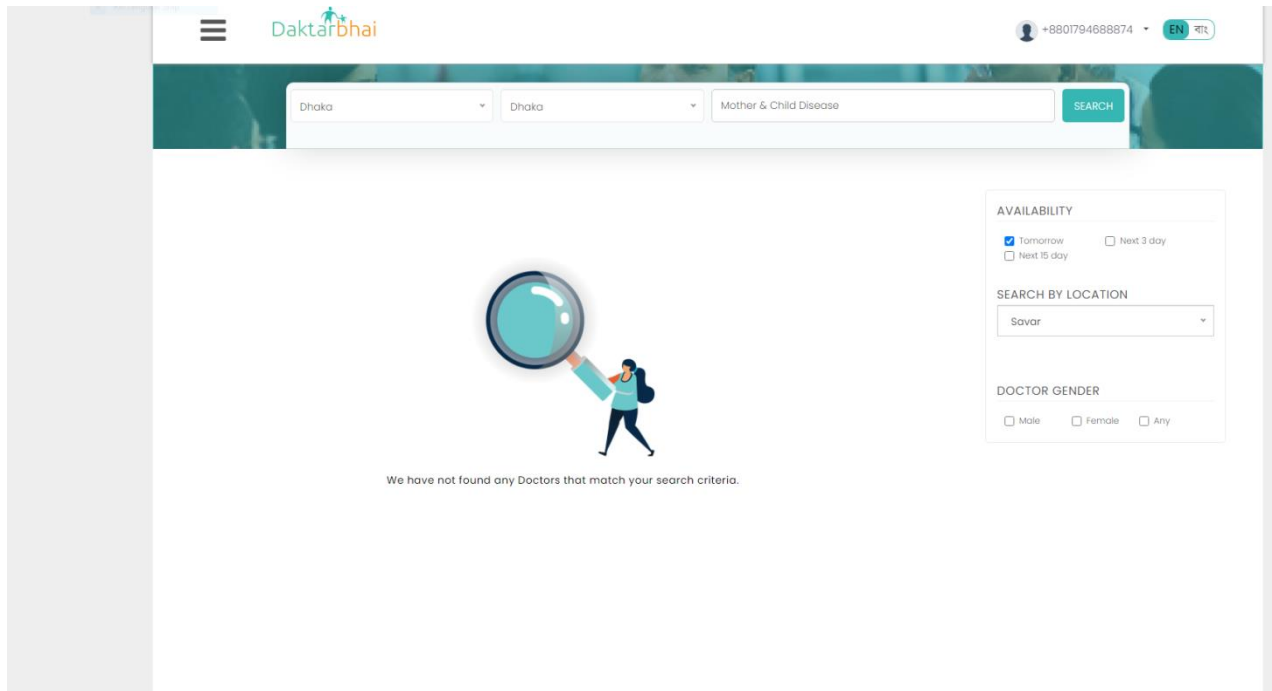 Daktarbhai
+8801794688874
EN বাং
Dhaka Dhaka Mother & Child Disease SEARCH
AVAILABILITY
Tomorrow Next 3 day
Next 15 day
SEARCH BY LOCATION
Savar
DOCTOR GENDER
Male Female Any
We have not found any Doctors that match your search criteria.